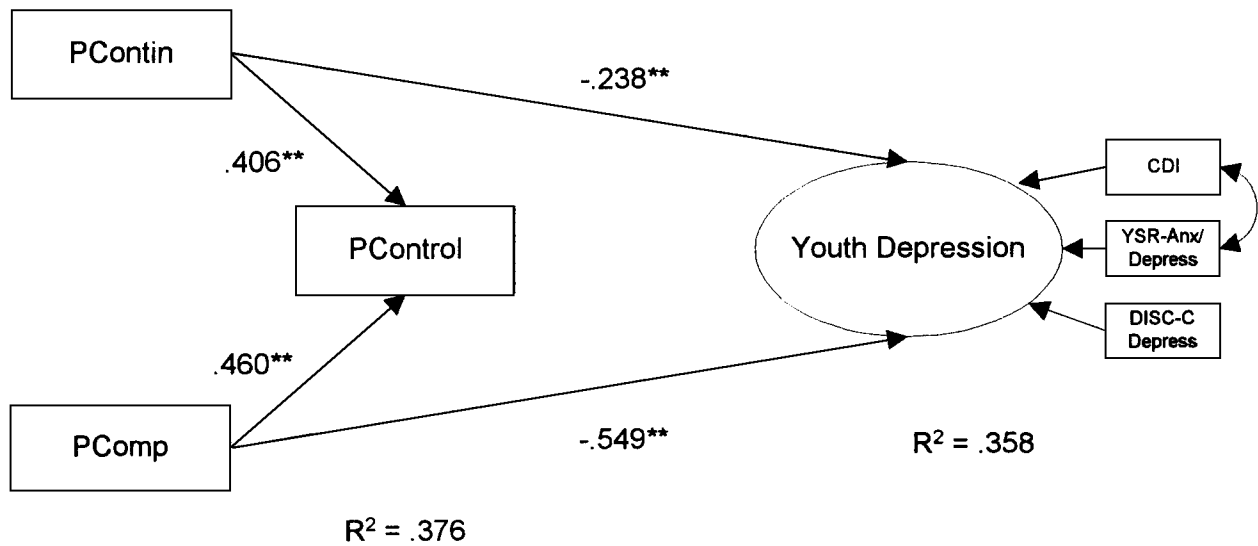 PContin
-.238**
.406**
CDI
PControl
Youth Depression
YSR-Anx/
Depress
DISC-C
Depress
.460**
PComp
-.549**
R² = .358
R² = .376